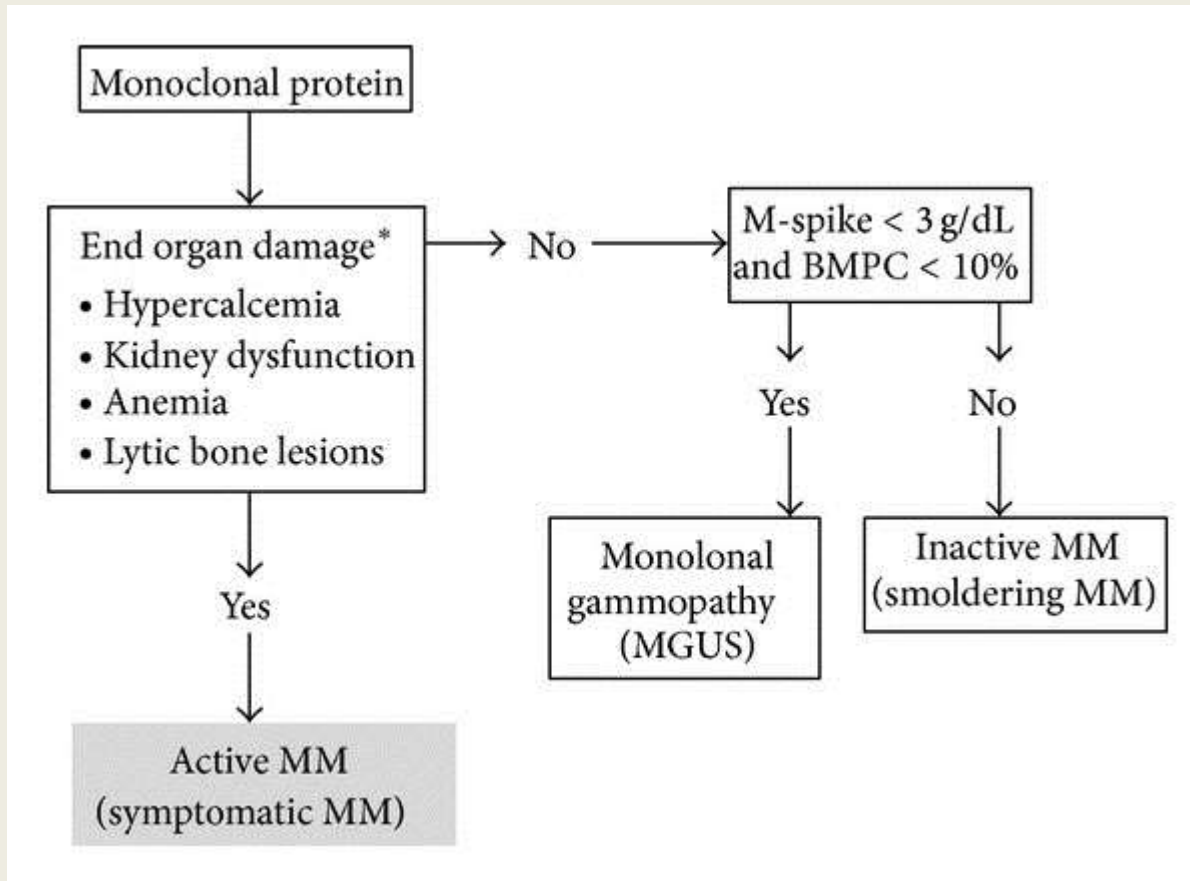 Monoclonal protein
End organ damage*
• Hypercalcemia
• Kidney dysfunction
• Anemia
• Lytic bone lesions
No
M-spike < 3 g/dL
and BMPC < 10%
Yes
No
Yes
Monolonal
gammopathy
(MGUS)
Inactive MM
(smoldering MM)
Active MM
(symptomatic MM)